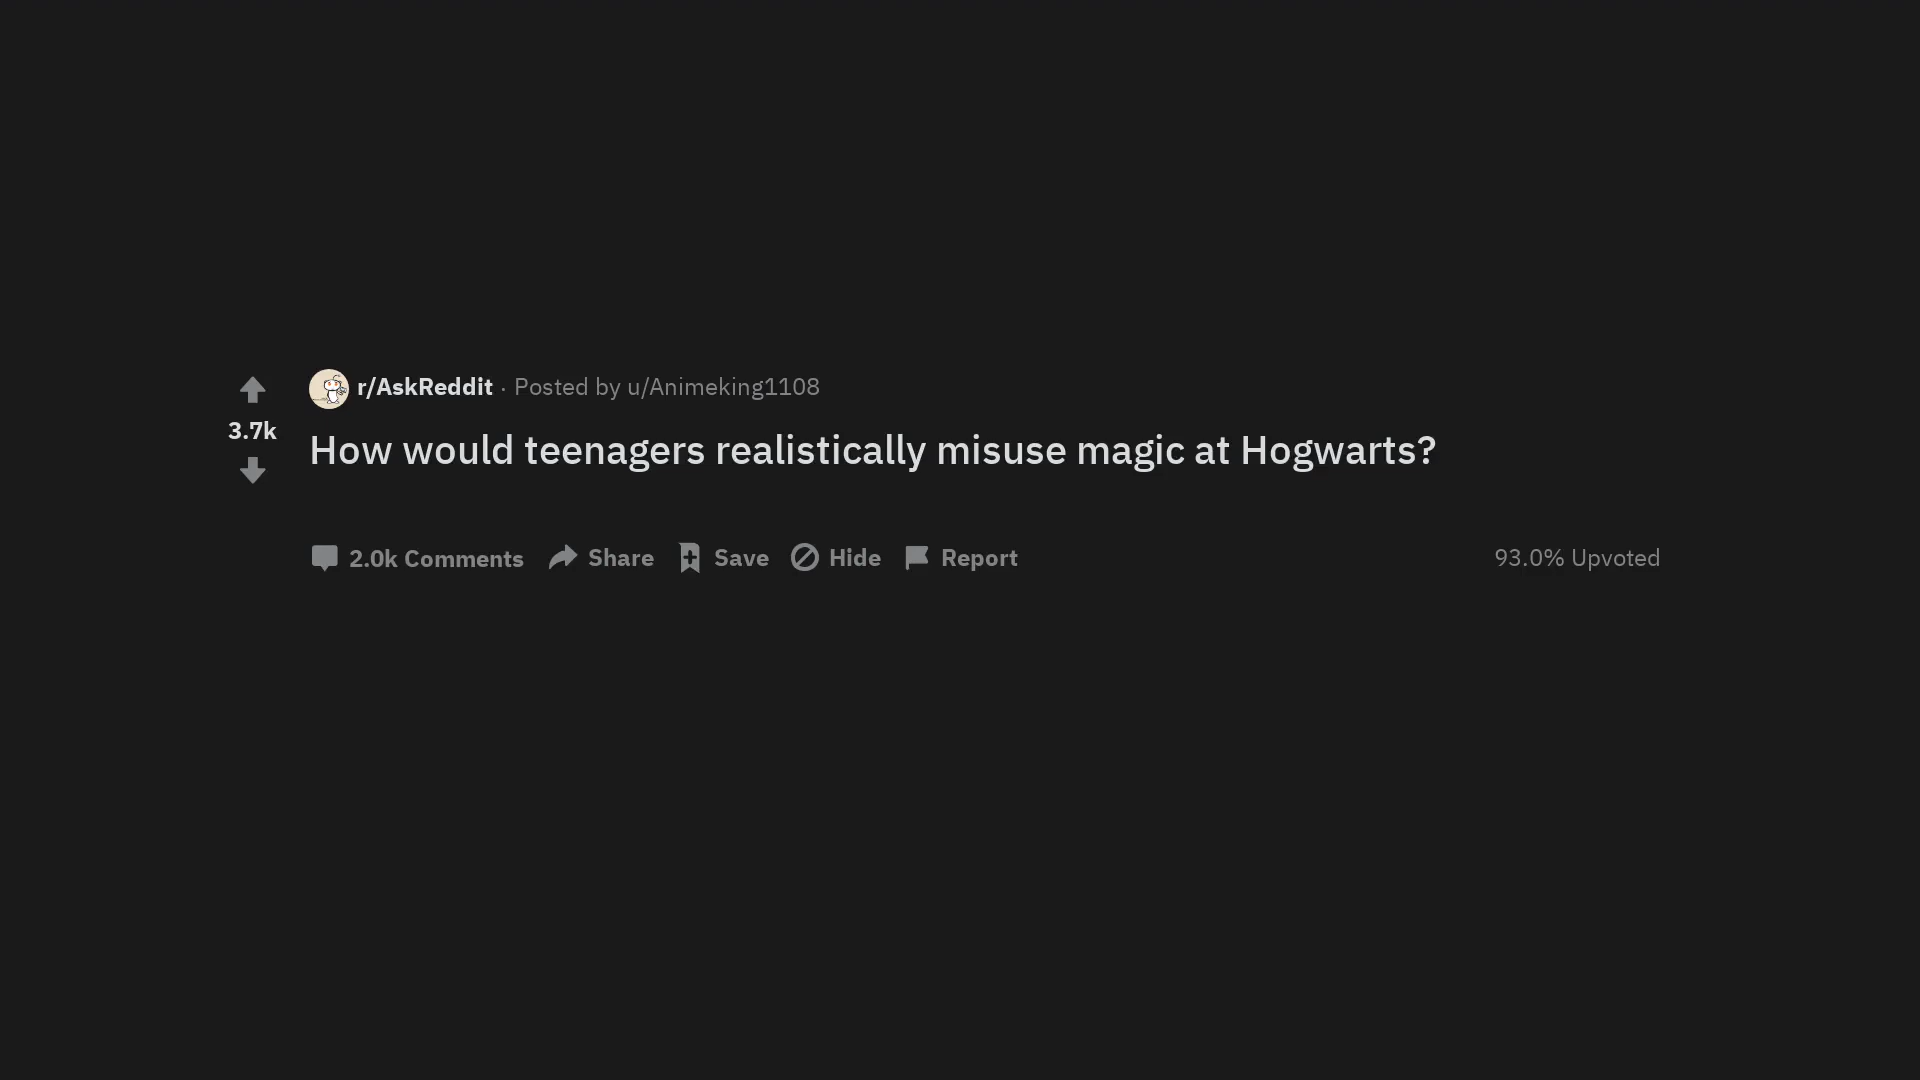 r/AskReddit · Posted by u/Animeking1108
3.7k
How would teenagers realistically misuse magic at Hogwarts?
2.0k Comments Share Save Hide Report 93.0% Upvoted